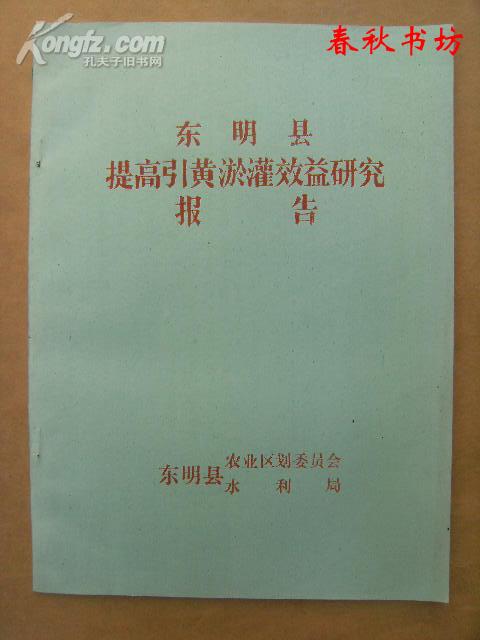 Kongfz.com
孔夫子旧书网
春秋书坊
东明县
提高引黄淤灌效益研究
报告
东明县 农业区划委员会
水利局